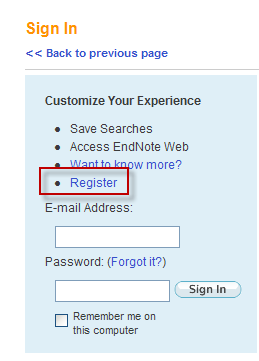 Sign In
<< Back to previous page
Customize Your Experience
• Save Searches
• Access EndNote Web
• Want to know more?
• Register
E-mail Address:
Password: (Forgot it?)
Sign In
Remember me on
this computer